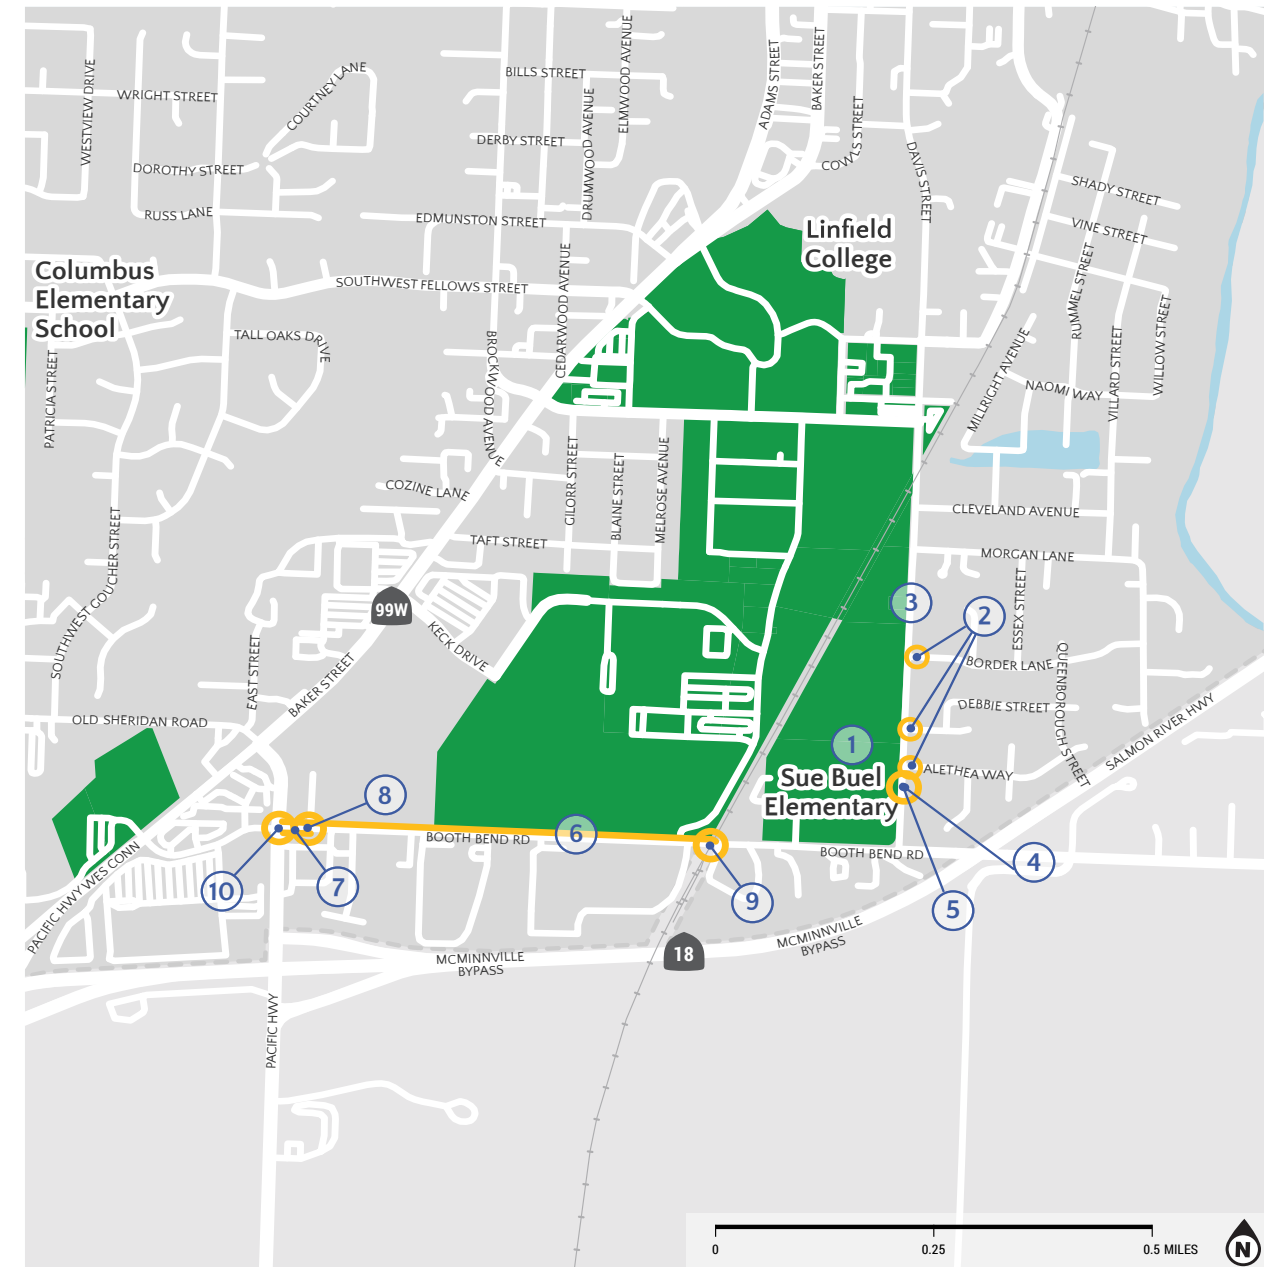 WESTVIEW DRIVE
WRIGHT STREET
COURTNEY LANE
BILLS STREET
ELMWOOD AVENUE
ADAMS STREET
BAKER STREET
DERBY STREET
DRUMWOOD AVENUE
COWLS STREET
DAVIS STREET
DOROTHY STREET
RUSS LANE
EDMUNSTON STREET
SHADY STREET
VINE STREET
Linfield
College
Columbus
Elementary
School
SOUTHWEST FELLOWS STREET
CEDARWOOD AVENUE
RUMMEL STREET
TALL OAKS DRIVE
BROCKWOOD AVENUE
PATRICIA STREET
MILLRIGHT AVENUE
VILLARD STREET
WILLOW STREET
NAOMI WAY
COZINE LANE
GILORR STREET
BLAINE STREET
MELROSE AVENUE
CLEVELAND AVENUE
TAFT STREET
MORGAN LANE
SOUTHWEST GOUCHER STREET
99W
3
2
ESSEX STREET
KECK DRIVE
EAST STREET
BAKER STREET
BORDER LANE
QUEENBOROUGH STREET
DEBBIE STREET
OLD SHERIDAN ROAD
SALMON RIVER HWY
1
Sue Buel
Elementary
ALETHEA WAY
8
6
BOOTH BEND RD
BOOTH BEND RD
PACIFIC HWY WES CONN
10
7
9
4
5
18
MCMINNVILLE
BYPASS
MCMINNVILLE
BYPASS
PACIFIC HWY
0
0.25
0.5 MILES
N